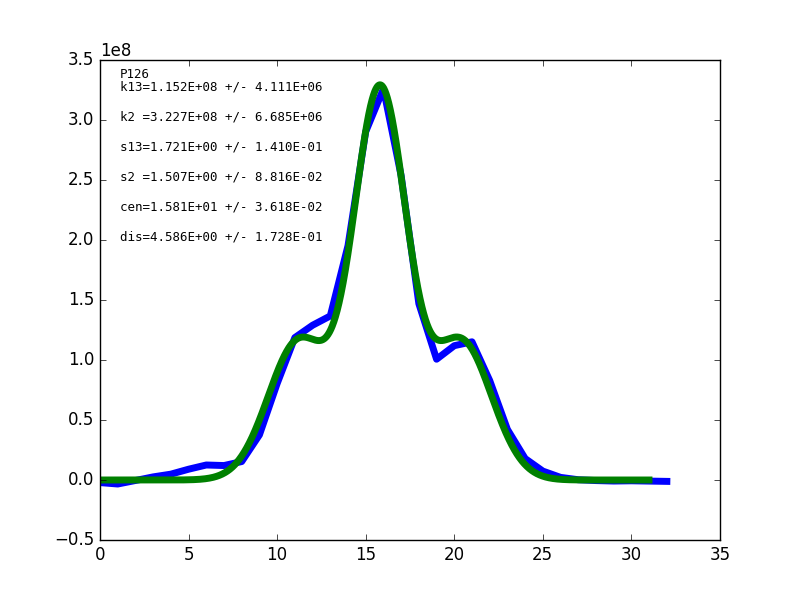 1e8
3.5
3.0
2.5
2.0
1.5
1.0
0.5
0.0
−0.5
P126
k13=1.152E+08 +/- 4.111E+06
k2 =3.227E+08 +/- 6.685E+06
s13=1.721E+00 +/- 1.410E-01
s2 =1.507E+00 +/- 8.816E-02
cen=1.581E+01 +/- 3.618E-02
dis=4.586E+00 +/- 1.728E-01
0 5 10 15 20 25 30 35